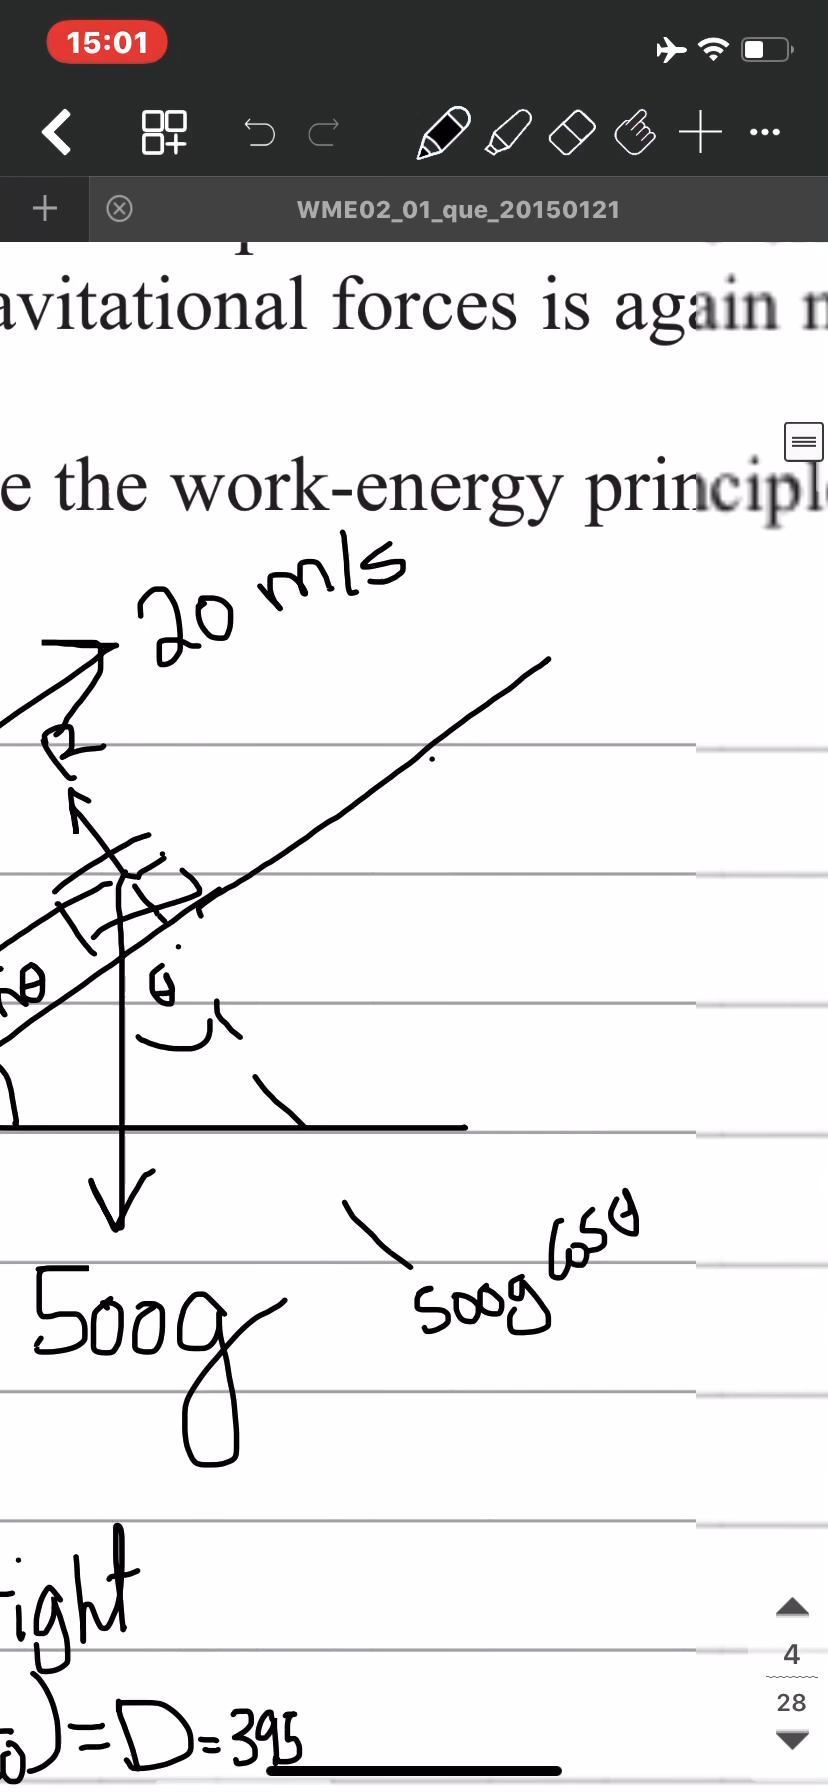 15:01
WME02_01_que_20150121
avitational forces is again
e the work-energy principl
20 m/s
R
θ
θ
500g cosθ
500g
ight
) = D = 395
4
28